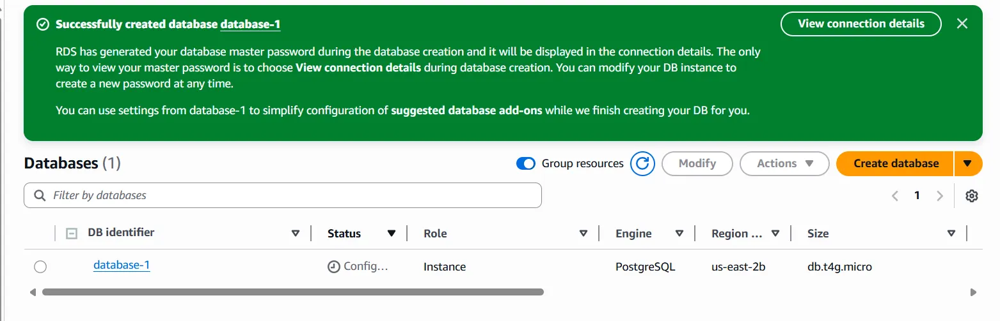 Successfully created database database-1
View connection details
RDS has generated your database master password during the database creation and it will be displayed in the connection details. The only
way to view your master password is to choose View connection details during database creation. You can modify your DB instance to
create a new password at any time.
You can use settings from database-1 to simplify configuration of suggested database add-ons while we finish creating your DB for you.
Databases (1)
Group resources
Modify
Actions
Create database
Filter by databases
1
DB identifier
Status
Role
Engine
Region ...
Size
database-1
Config...
Instance
PostgreSQL
us-east-2b
db.t4g.micro